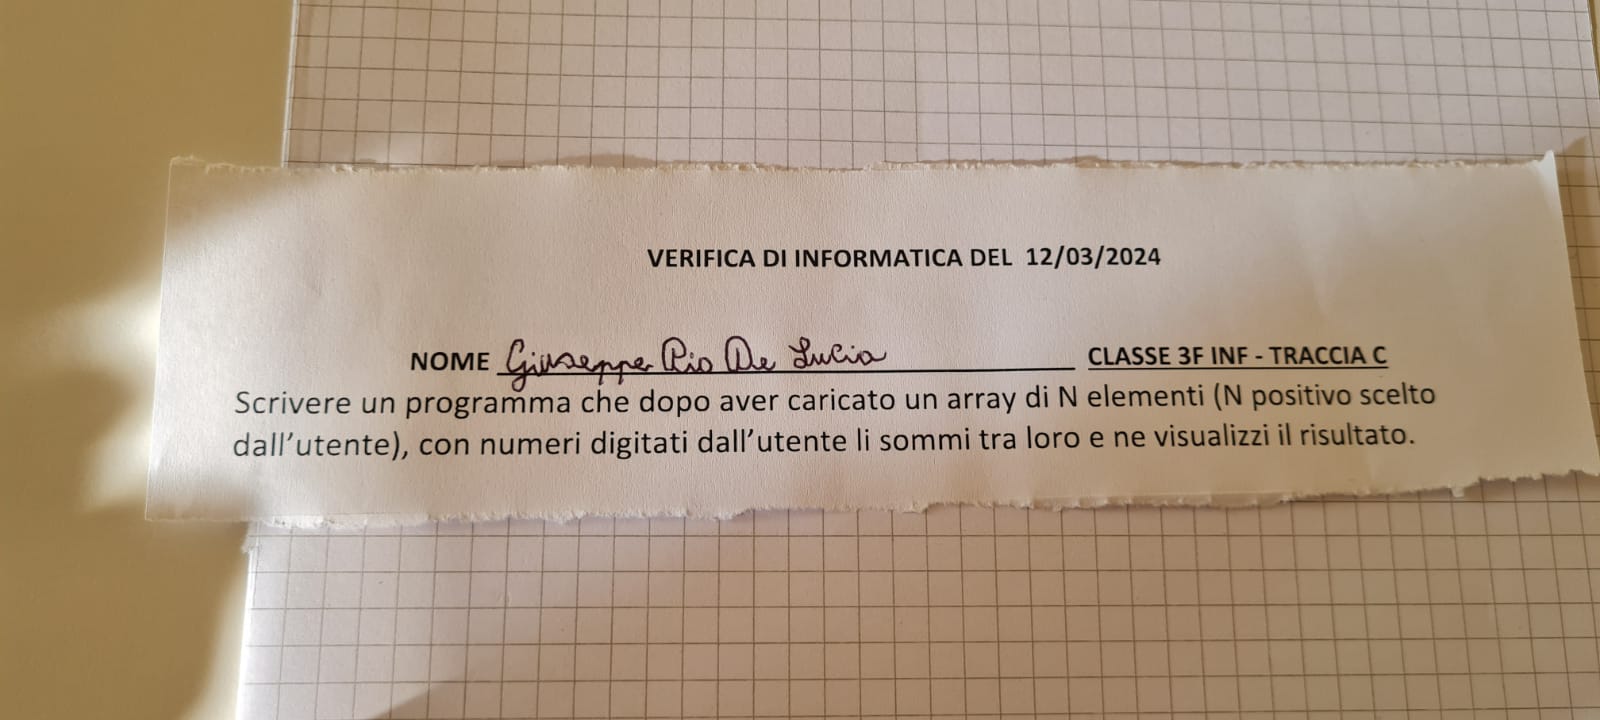 VERIFICA DI INFORMATICA DEL 12/03/2024
NOME Giuseppe Pio De Lucia CLASSE 3F INF - TRACCIA C
Scrivere un programma che dopo aver caricato un array di N elementi (N positivo scelto
dall'utente), con numeri digitati dall'utente li sommi tra loro e ne visualizzi il risultato.